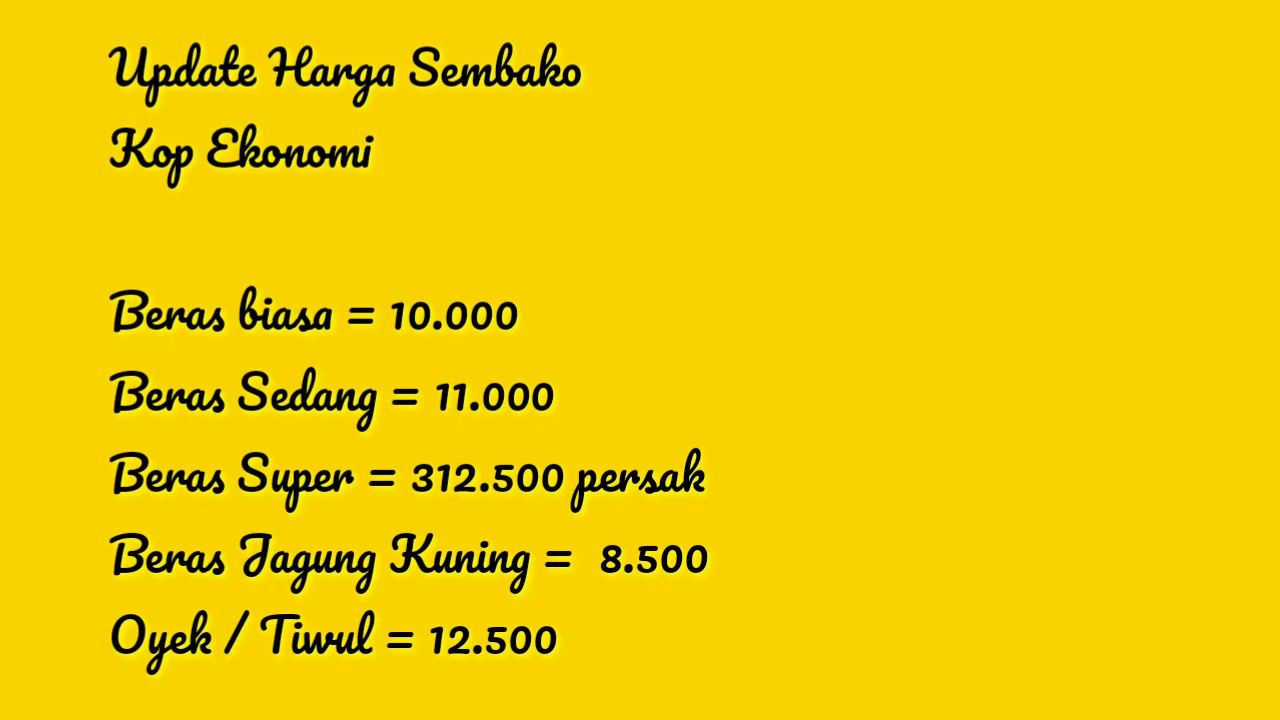 Update Harga Sembako
Kop Ekonomi
Beras biasa = 10.000
Beras Sedang = 11.000
Beras Super = 312.500 persak
Beras Jagung Kuning = 8.500
Oyek / Tiwul = 12.500